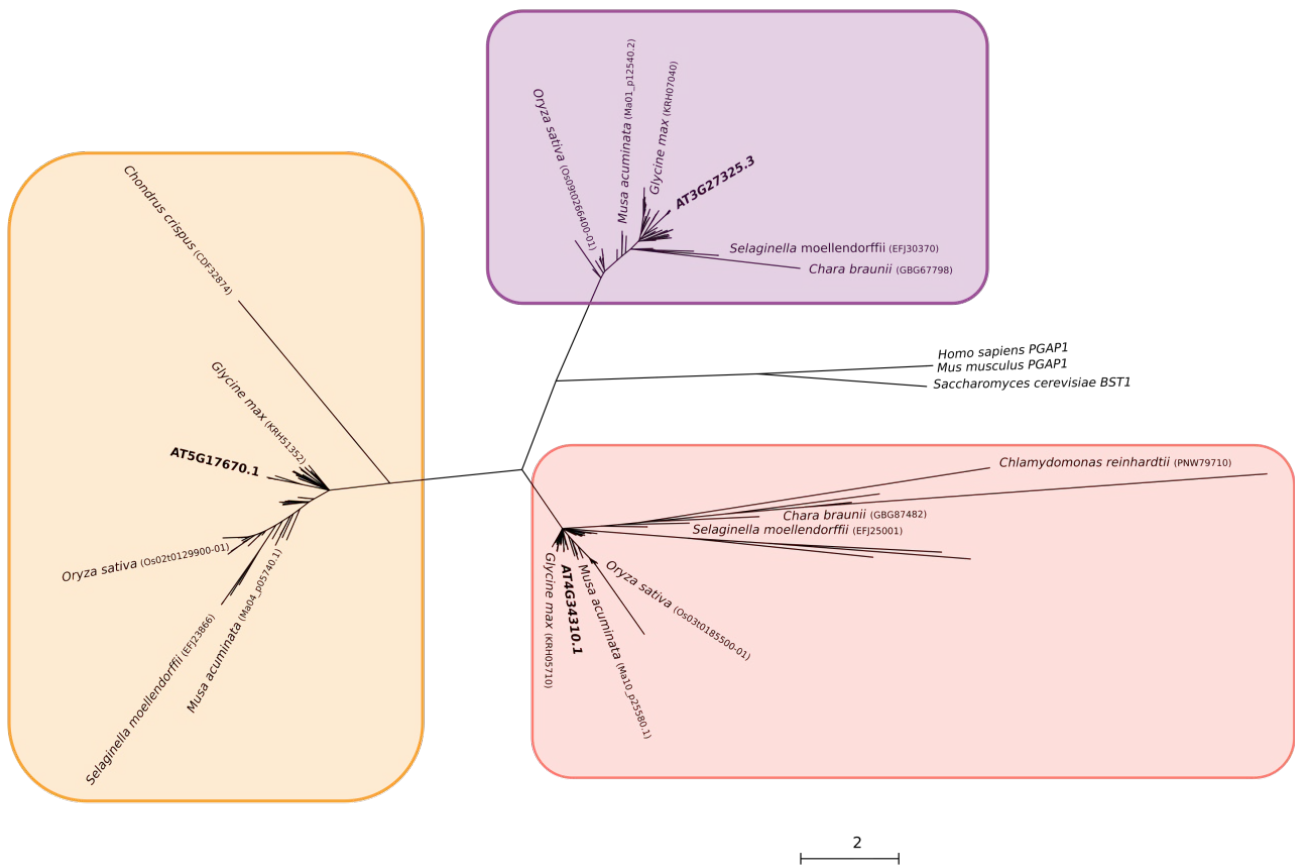 Oryza sativa (Os09t0266400-01)
Musa acuminata (Ma01_p12540.2)
Glycine max (KRH07040)
AT3G27325.3
Selaginella moellendorffii (EFJ30370)
Chara braunii (GBG67798)
Chondrus crispus (CDF32874)
Glycine max (KRH51352)
AT5G17670.1
Oryza sativa (Os02t0129900-01)
Selaginella moellendorffii (EFJ23866)
Musa acuminata (Ma04_p05740.1)
Homo sapiens PGAP1
Mus musculus PGAP1
Saccharomyces cerevisiae BST1
Chlamydomonas reinhardtii (PNW79710)
Chara braunii (GBG87482)
Selaginella moellendorffii (EFJ25001)
Glycine max (KRH05710)
AT4G34310.1
Musa acuminata (Ma10_p25580.1)
Oryza sativa (Os03t0185500-01)
2